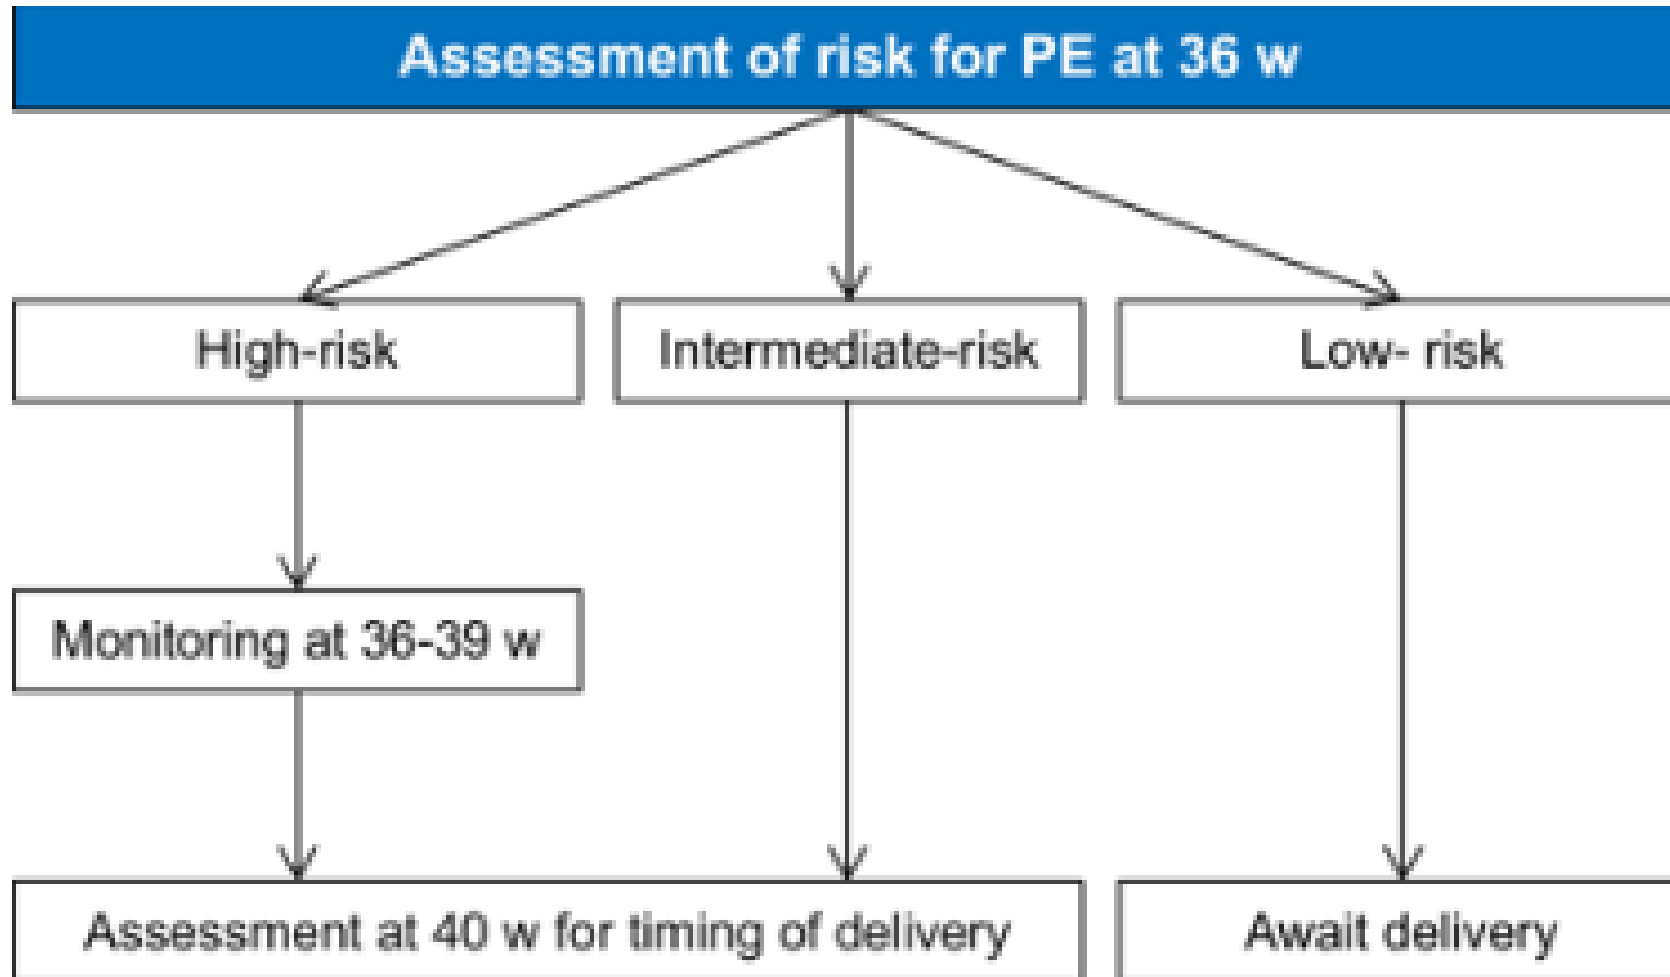 Assessment of risk for PE at 36 w
High-risk
Intermediate-risk
Low- risk
Monitoring at 36-39 w
Assessment at 40 w for timing of delivery
Await delivery